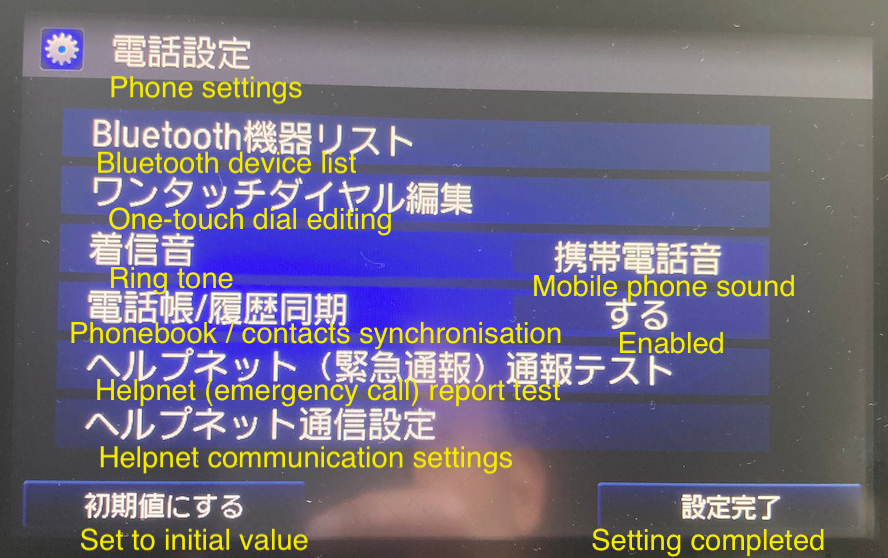 電話設定
Phone settings
Bluetooth機器リスト
Bluetooth device list
ワンタッチダイヤル編集
One-touch dial editing
着信音 携帯電話音
Ring tone Mobile phone sound
電話帳/履歴同期 する
Phonebook / contacts synchronisation Enabled
ヘルプネット（緊急通報）通報テスト
Helpnet (emergency call) report test
ヘルプネット通信設定
Helpnet communication settings
初期値にする 設定完了
Set to initial value Setting completed